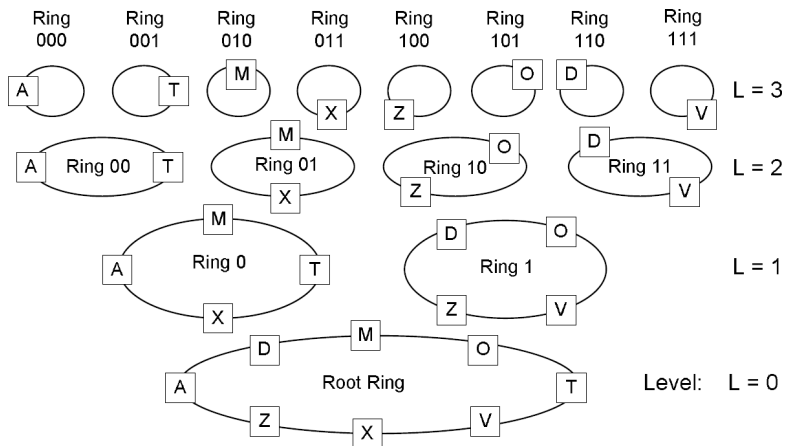 Ring Ring Ring Ring Ring Ring Ring Ring
000 001 010 011 100 101 110 111
A T M X Z O D V L = 3
A Ring 00 T M Ring 01 X Ring 10 O Z D Ring 11 V L = 2
M D O
A Ring 0 T Ring 1 L = 1
X Z V
D M O
A Root Ring T Level: L = 0
Z X V